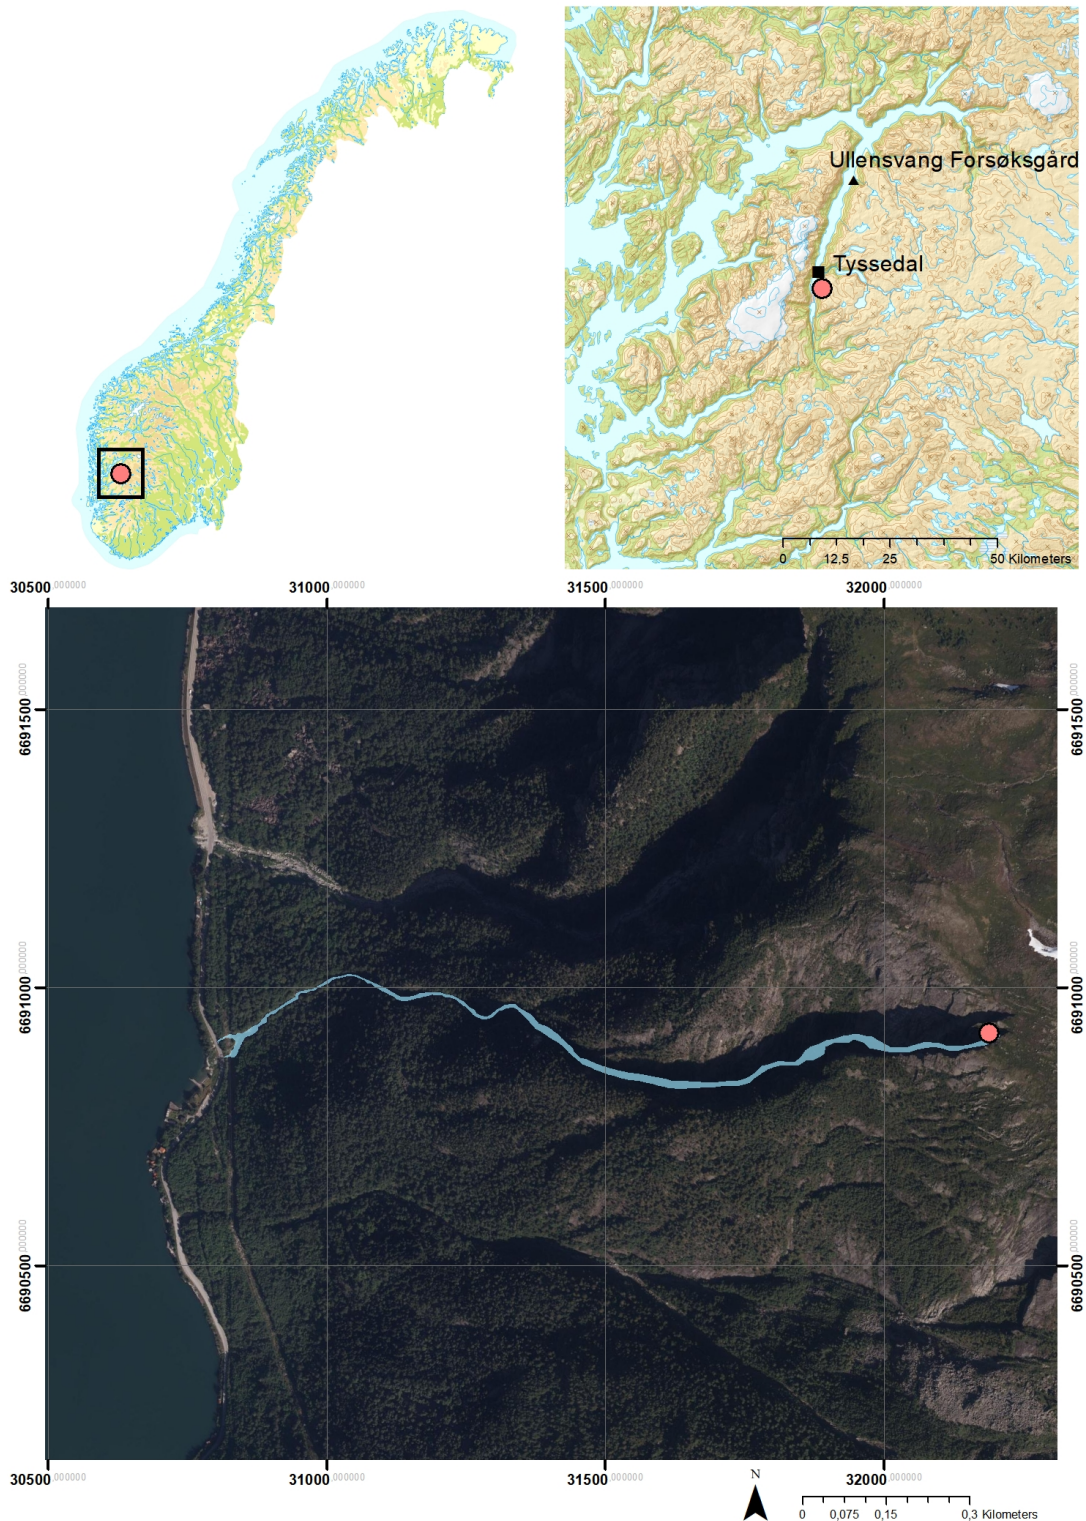 Ullensvang Forsøksgård
Tyssedal
0 12,5 25 50 Kilometers
30500,000000 31000,000000 31500,000000 32000,000000
6691500,000000 6691500,000000
6691000,000000 6691000,000000
6690500,000000 6690500,000000
30500,000000 31000,000000 31500,000000 32000,000000
N
0 0,075 0,15 0,3 Kilometers